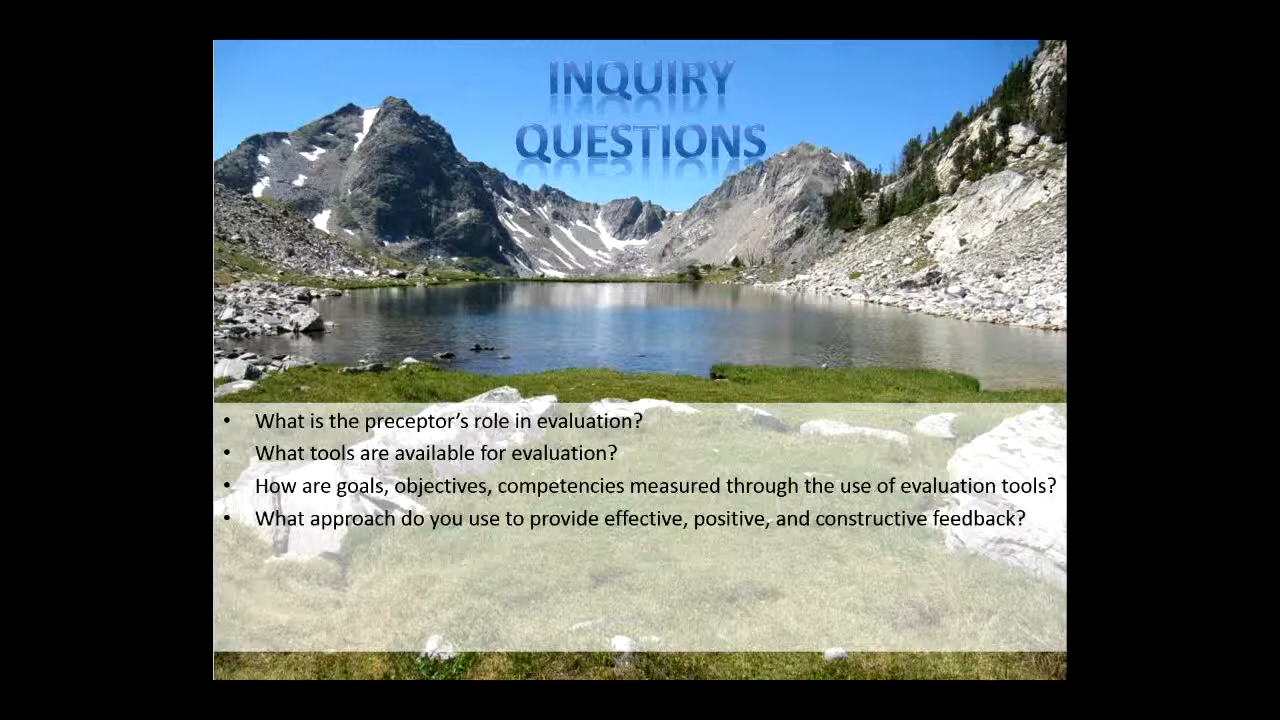 INQUIRY
QUESTIONS
• What is the preceptor’s role in evaluation?
• What tools are available for evaluation?
• How are goals, objectives, competencies measured through the use of evaluation tools?
• What approach do you use to provide effective, positive, and constructive feedback?